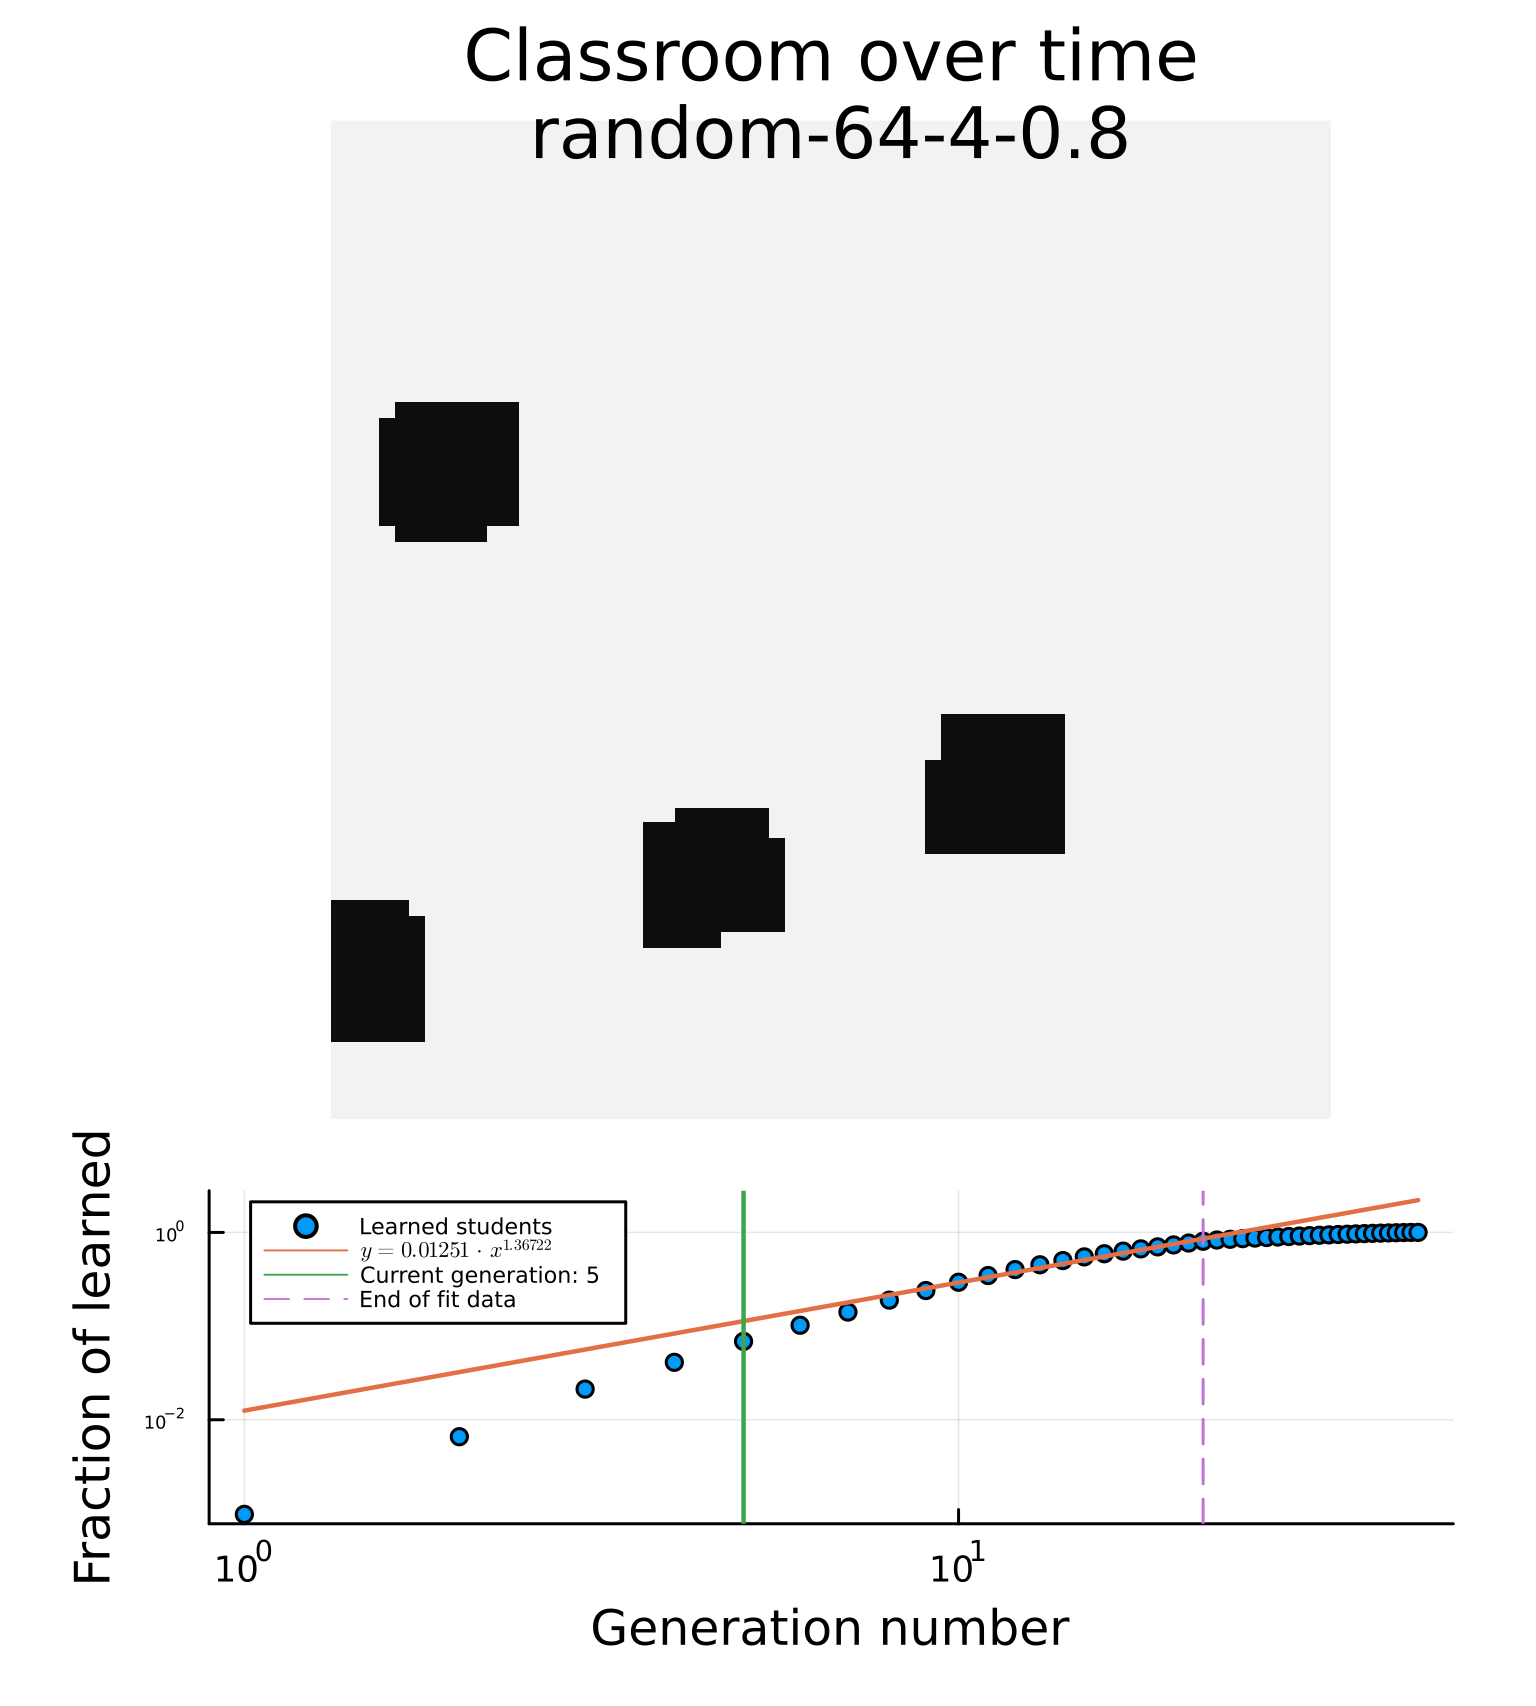 Classroom over time
random-64-4-0.8
Fraction of learned
10^0
10^-2
Learned students
y = 0.01251 · x^1.36722
Current generation: 5
End of fit data
10^0
10^1
Generation number